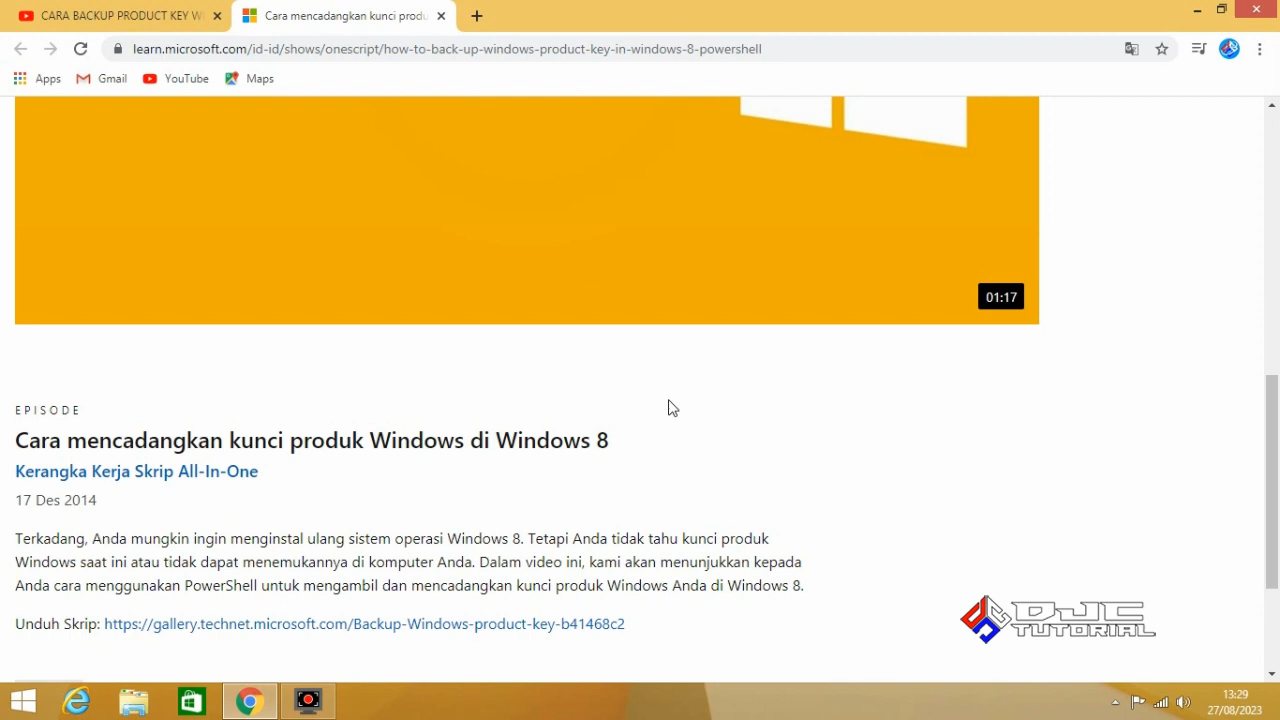 CARA BACKUP PRODUCT KEY W
Cara mencadangkan kunci produ
learn.microsoft.com/id-id/shows/onescript/how-to-back-up-windows-product-key-in-windows-8-powershell
Apps
Gmail
YouTube
Maps
01:17
EPISODE
Cara mencadangkan kunci produk Windows di Windows 8
Kerangka Kerja Skrip All-In-One
17 Des 2014
Terkadang, Anda mungkin ingin menginstal ulang sistem operasi Windows 8. Tetapi Anda tidak tahu kunci produk
Windows saat ini atau tidak dapat menemukannya di komputer Anda. Dalam video ini, kami akan menunjukkan kepada
Anda cara menggunakan PowerShell untuk mengambil dan mencadangkan kunci produk Windows Anda di Windows 8.
Unduh Skrip: https://gallery.technet.microsoft.com/Backup-Windows-product-key-b41468c2
DJC
TUTORIAL
13:29
27/08/2023